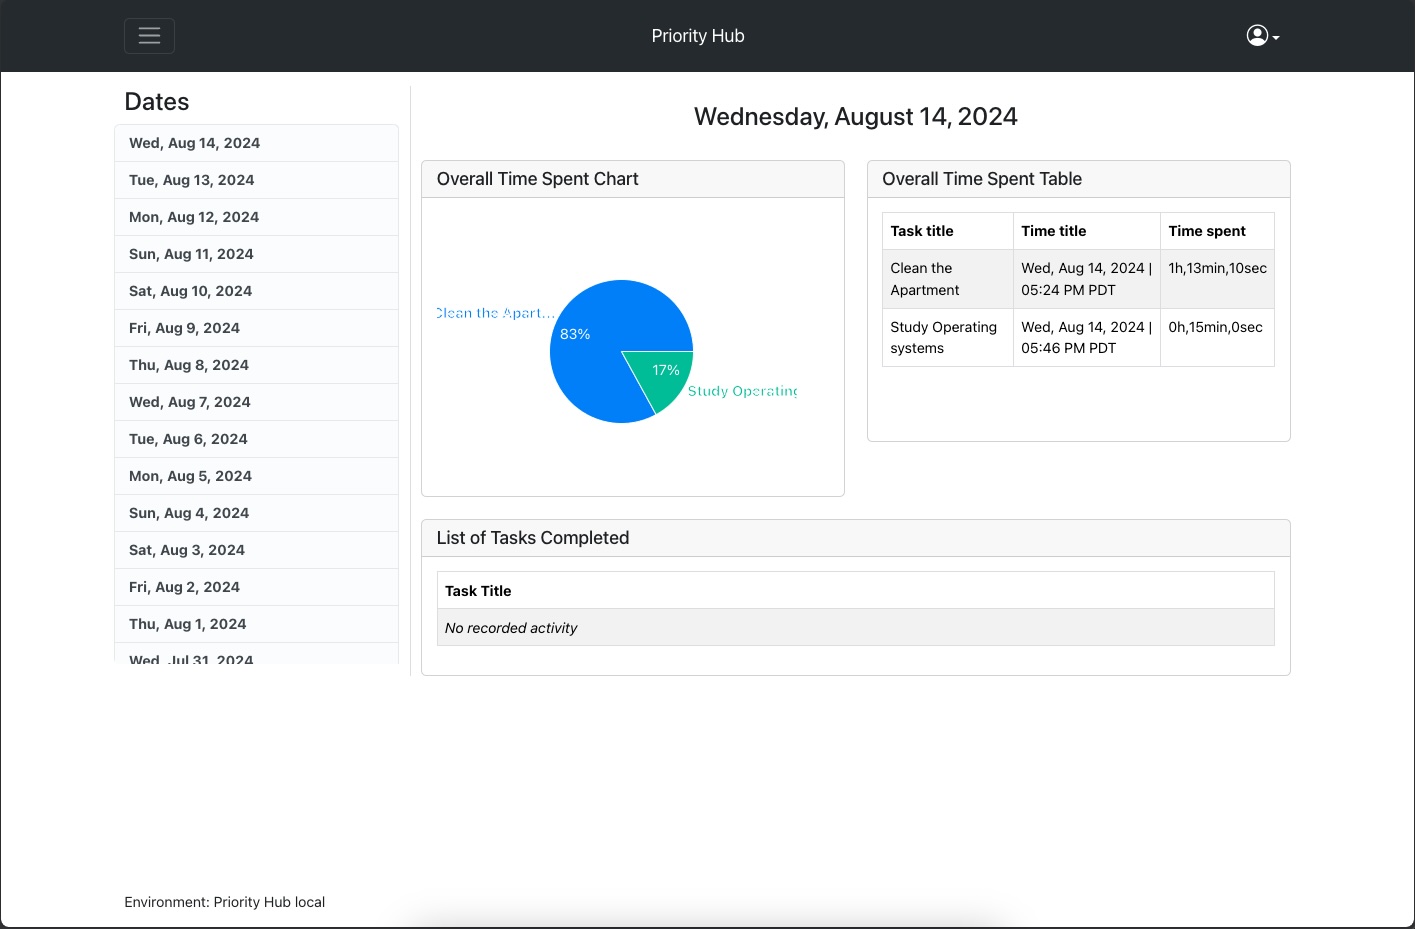 Priority Hub
Dates
Wed, Aug 14, 2024
Tue, Aug 13, 2024
Mon, Aug 12, 2024
Sun, Aug 11, 2024
Sat, Aug 10, 2024
Fri, Aug 9, 2024
Thu, Aug 8, 2024
Wed, Aug 7, 2024
Tue, Aug 6, 2024
Mon, Aug 5, 2024
Sun, Aug 4, 2024
Sat, Aug 3, 2024
Fri, Aug 2, 2024
Thu, Aug 1, 2024
Wed, Jul 31, 2024
Wednesday, August 14, 2024
Overall Time Spent Chart
Clean the Apart...
83%
17%
Study Operating
Overall Time Spent Table
Task title Time title Time spent
Clean the Wed, Aug 14, 2024 | 1h,13min,10sec
Apartment 05:24 PM PDT
Study Operating Wed, Aug 14, 2024 | 0h,15min,0sec
systems 05:46 PM PDT
List of Tasks Completed
Task Title
No recorded activity
Environment: Priority Hub local